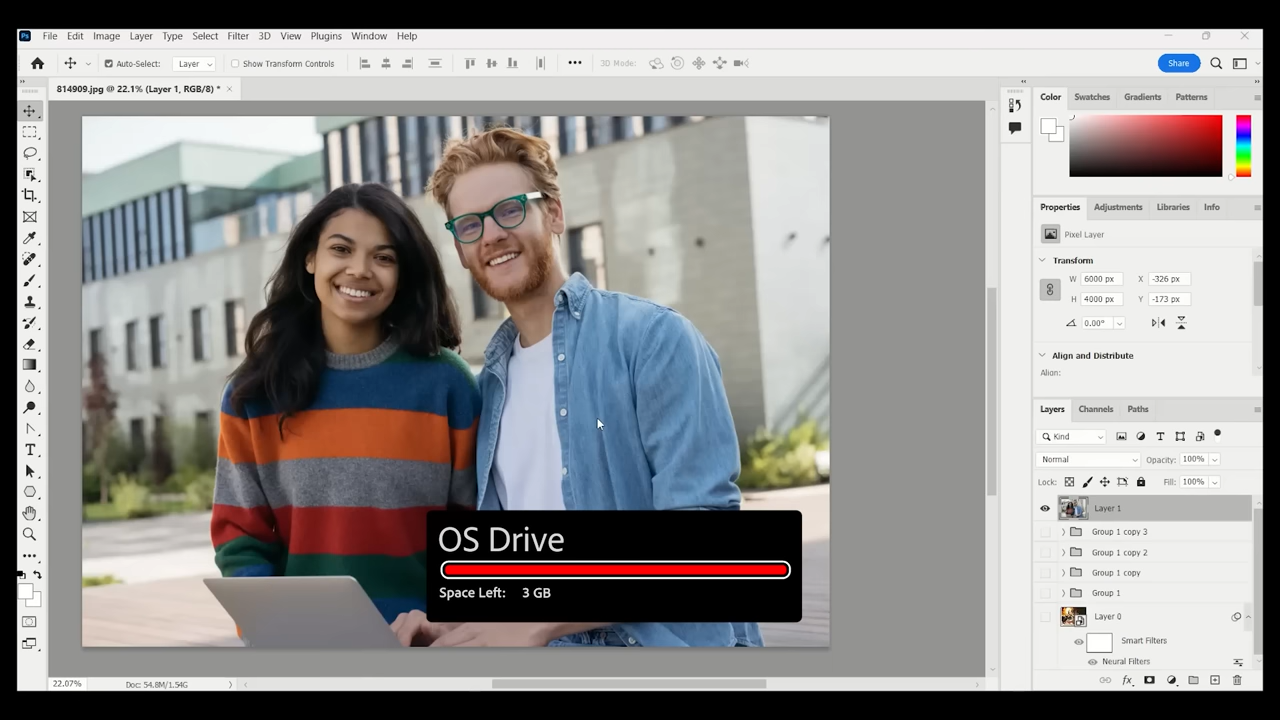 Ps File Edit Image Layer Type Select Filter 3D View Plugins Window Help
Auto-Select: Layer Show Transform Controls 3D Mode: Share
814909.jpg @ 22.1% (Layer 1, RGB/8) *
Color Swatches Gradients Patterns
Properties Adjustments Libraries Info
Pixel Layer
Transform
W 6000 px X -326 px
H 4000 px Y -173 px
0.00°
Align and Distribute
Align:
Layers Channels Paths
Kind
Normal Opacity: 100%
Lock: Fill: 100%
Layer 1
Group 1 copy 3
Group 1 copy 2
Group 1 copy
Group 1
Layer 0
Smart Filters
Neural Filters
OS Drive
Space Left: 3 GB
22.07% Doc: 54.8M/1.54G